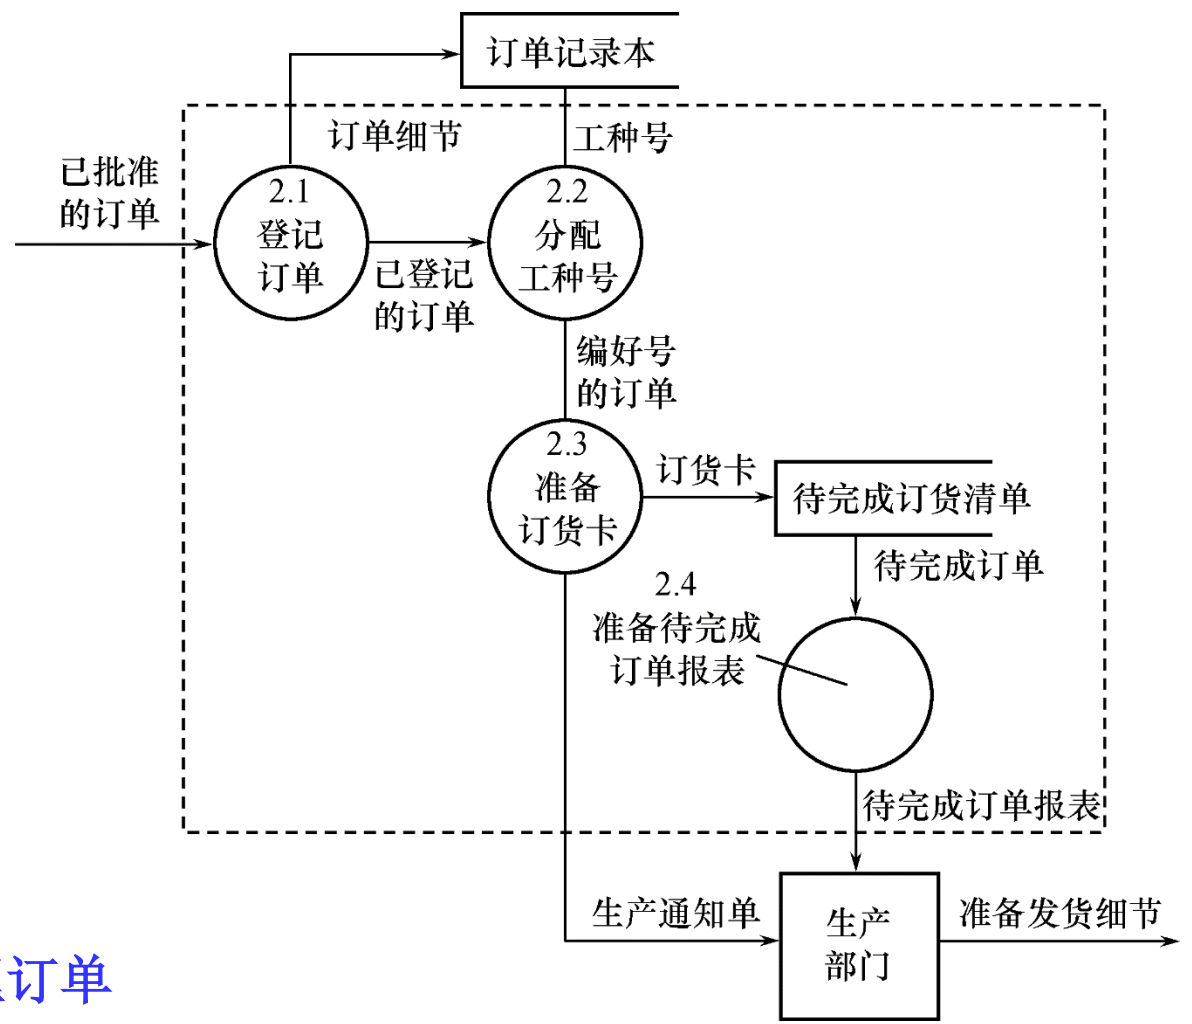 订单记录本
订单细节
工种号
已批准
的订单
2.1
登记
订单
2.2
分配
工种号
已登记
的订单
编好号
的订单
2.3
准备
订货卡
订货卡
待完成订货清单
待完成订单
2.4
准备待完成
订单报表
待完成订单报表
生产通知单
生产
部门
准备发货细节
订单